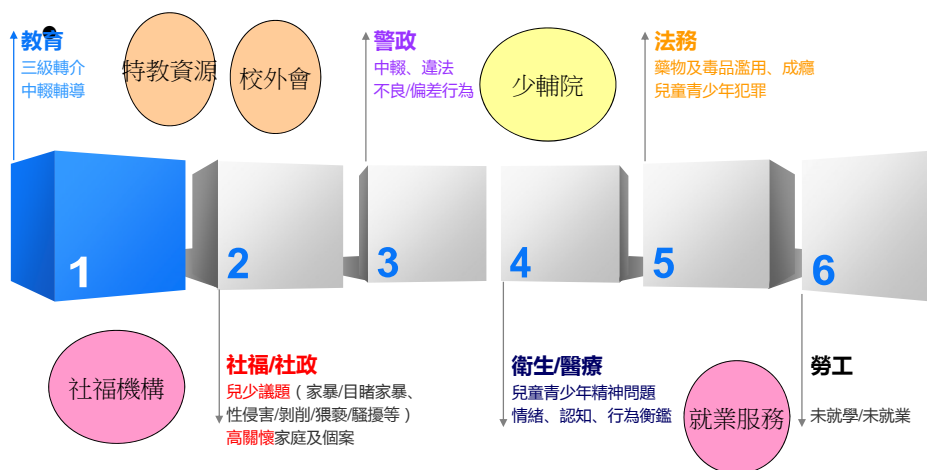 教育
三級轉介
中輟輔導
特教資源
校外會
警政
中輟、違法
不良/偏差行為
少輔院
法務
藥物及毒品濫用、成癮
兒童青少年犯罪
1
2
3
4
5
6
社福機構
社福/社政
兒少議題（家暴/目睹家暴、
性侵害/剝削/猥褻/騷擾等）
高關懷家庭及個案
衛生/醫療
兒童青少年精神問題
情緒、認知、行為衡鑑
就業服務
勞工
未就學/未就業